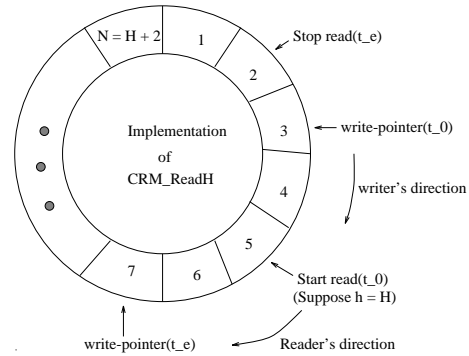 N = H + 2
1
Stop read(t_e)
2
3
write-pointer(t_0)
Implementation
of
CRM_ReadH
4
writer's direction
5
6
7
Start read(t_0)
(Suppose h = H)
write-pointer(t_e)
Reader's direction